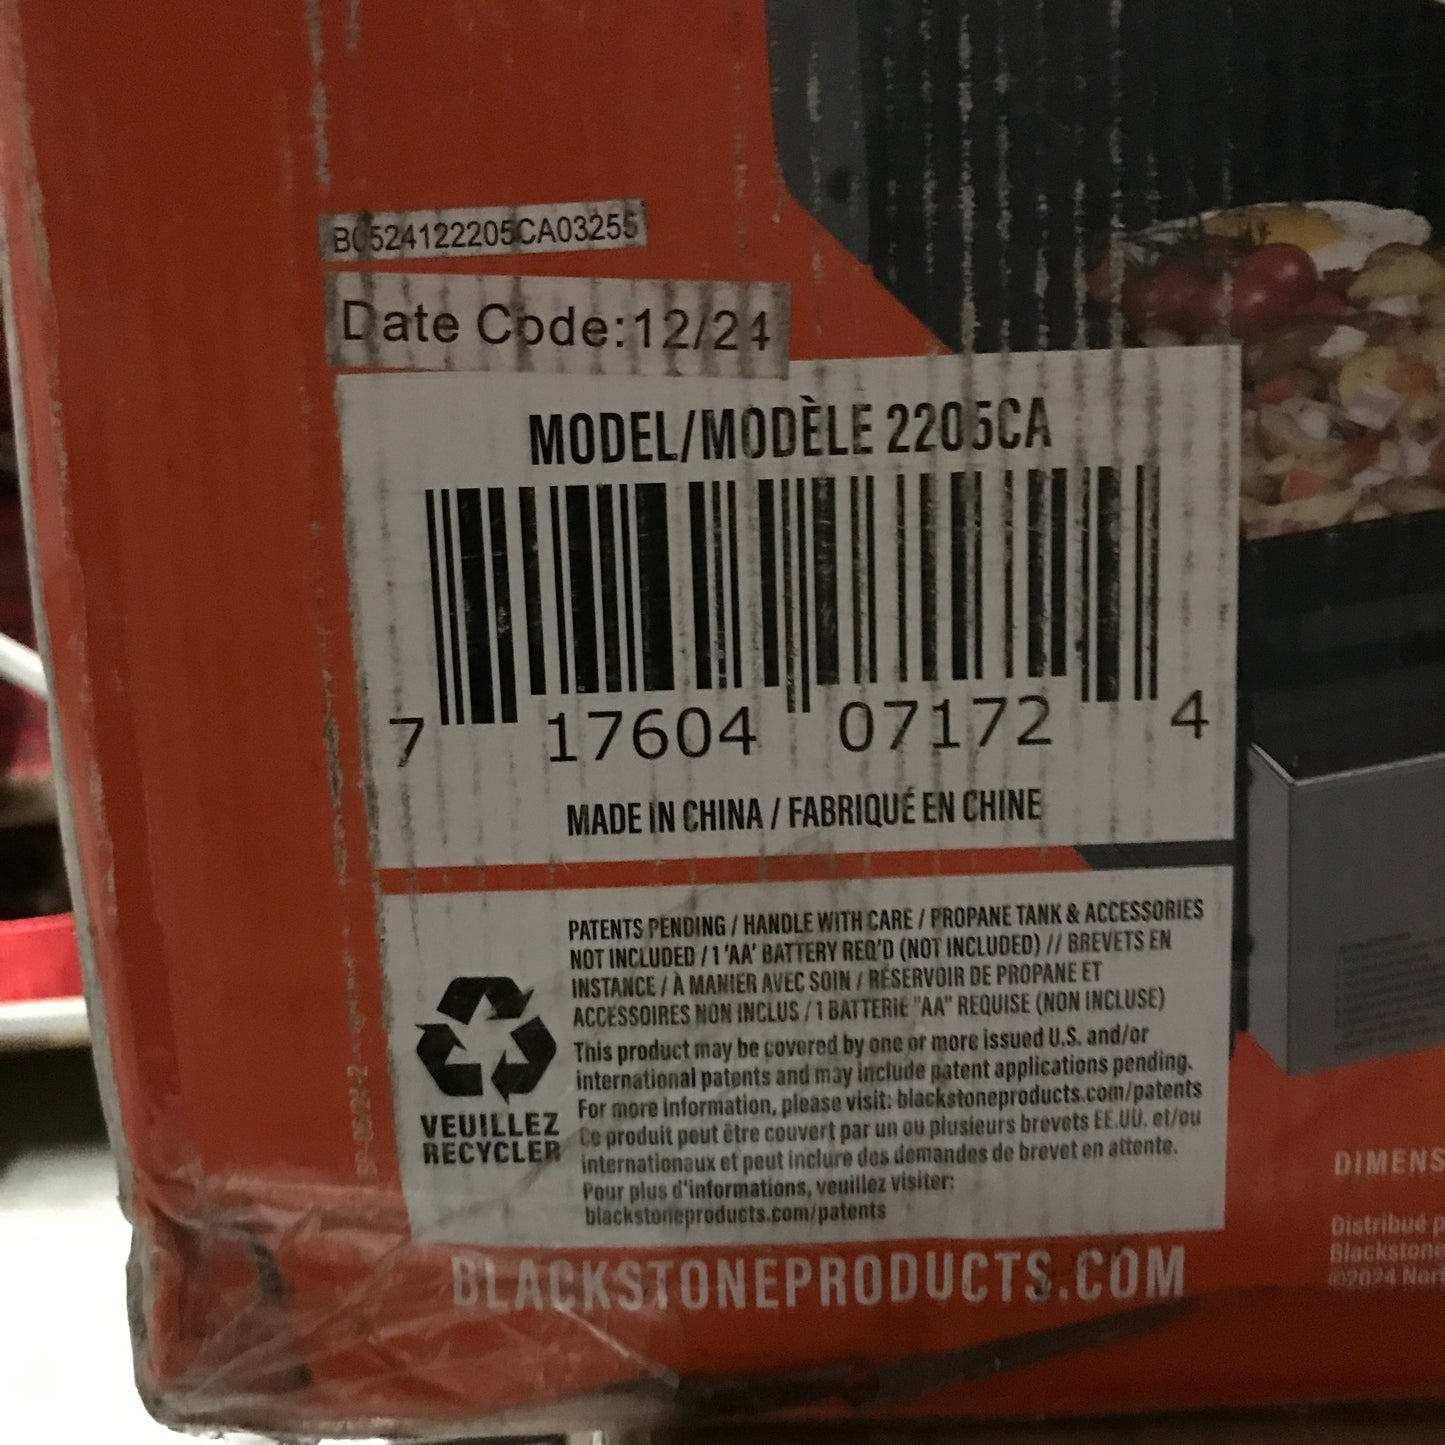 BC524122205CA03255
Date Code:12/24
MODEL/MODÈLE 2205CA
7 17604 07172 4
MADE IN CHINA / FABRIQUÉ EN CHINE
PATENTS PENDING / HANDLE WITH CARE / PROPANE TANK & ACCESSORIES
NOT INCLUDED / 1 'AA' BATTERY REQ'D (NOT INCLUDED) // BREVETS EN
INSTANCE / À MANIER AVEC SOIN / RÉSERVOIR DE PROPANE ET
ACCESSOIRES NON INCLUS / 1 BATTERIE "AA" REQUISE (NON INCLUSE)
This product may be covered by one or more issued U.S. and/or
international patents and may include patent applications pending.
For more information, please visit: blackstoneproducts.com/patents
Ce produit peut être couvert par un ou plusieurs brevets EE.UU. et/ou
internationaux et peut inclure des demandes de brevet en attente.
Pour plus d'informations, veuillez visiter:
blackstoneproducts.com/patents
VEUILLEZ
RECYCLER
BLACKSTONEPRODUCTS.COM
DIMENS
Distribué p
Blackstone
©2024 Nort